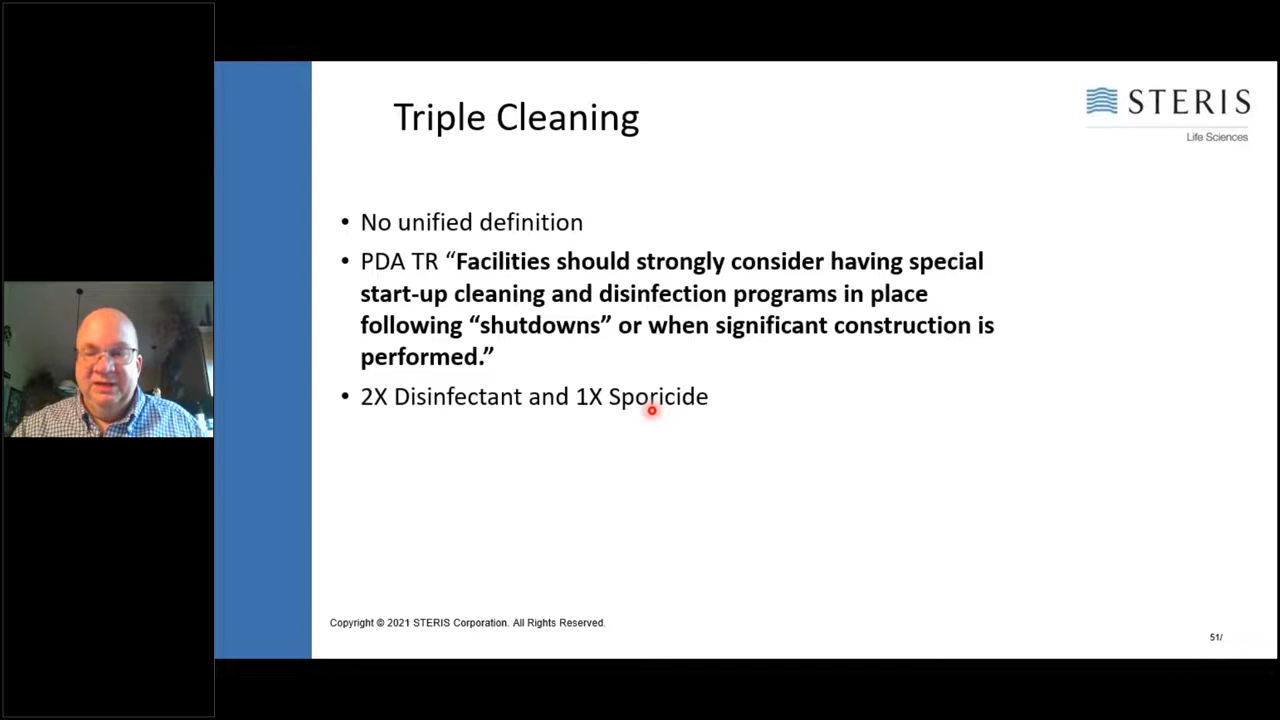 Triple Cleaning
STERIS
Life Sciences
• No unified definition
• PDA TR “Facilities should strongly consider having special
start-up cleaning and disinfection programs in place
following “shutdowns” or when significant construction is
performed.”
• 2X Disinfectant and 1X Sporicide
Copyright © 2021 STERIS Corporation. All Rights Reserved.
51/